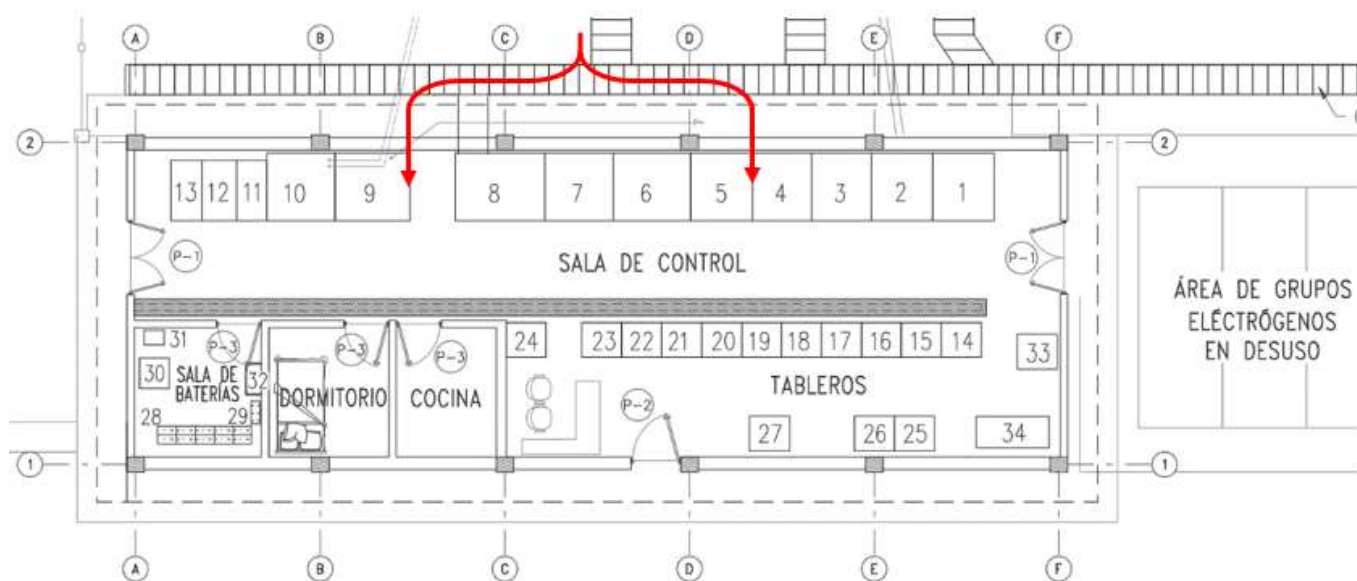 A B C D E F
2 2
13 12 11 10 9 8 7 6 5 4 3 2 1
P-1 P-1
SALA DE CONTROL
ÁREA DE GRUPOS
ELÉCTRÓGENOS
EN DESUSO
31 P-3 P-3 P-3 24 23 22 21 20 19 18 17 16 15 14 33
30 SALA DE
BATERÍAS
32 DORMITORIO COCINA TABLEROS
28 29 P-2 27 26 25 34
1 1
A B C D E F